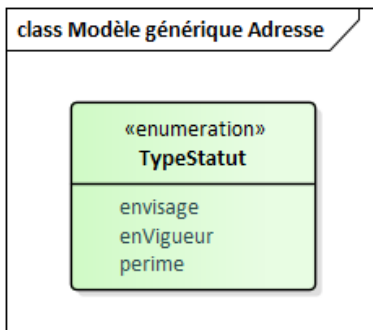 class Modèle générique Adresse
«enumeration»
TypeStatut
envisage
enVigueur
perime